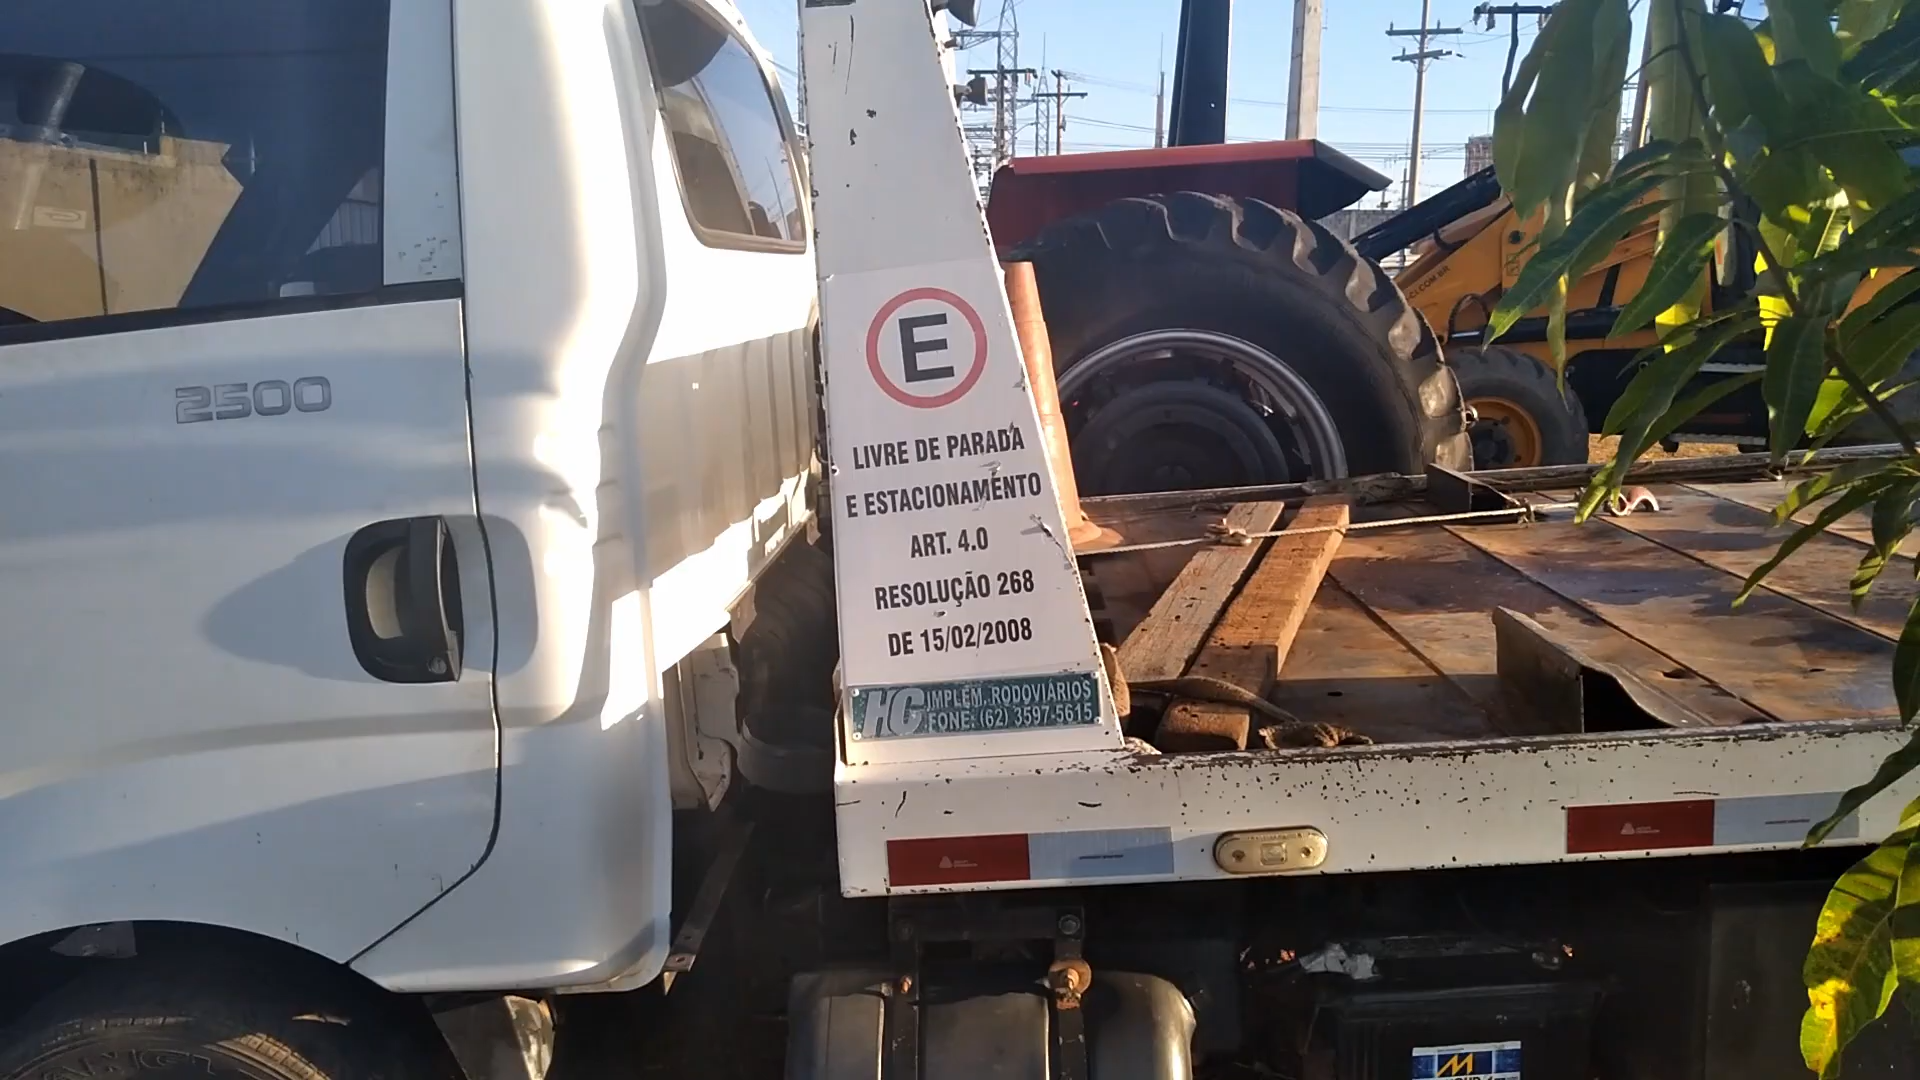 2500
E
LIVRE DE PARADA
E ESTACIONAMENTO
ART. 4.0
RESOLUÇÃO 268
DE 15/02/2008
HC IMPLEM. RODOVIÁRIOS
FONE: (62) 3597-5615